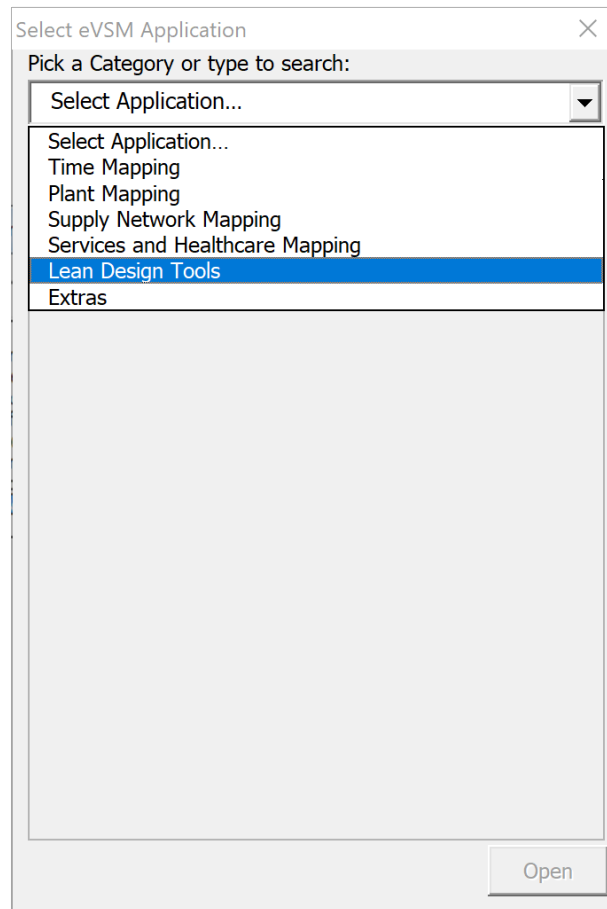 Select eVSM Application
Pick a Category or type to search:
Select Application...
Select Application...
Time Mapping
Plant Mapping
Supply Network Mapping
Services and Healthcare Mapping
Lean Design Tools
Extras
Open